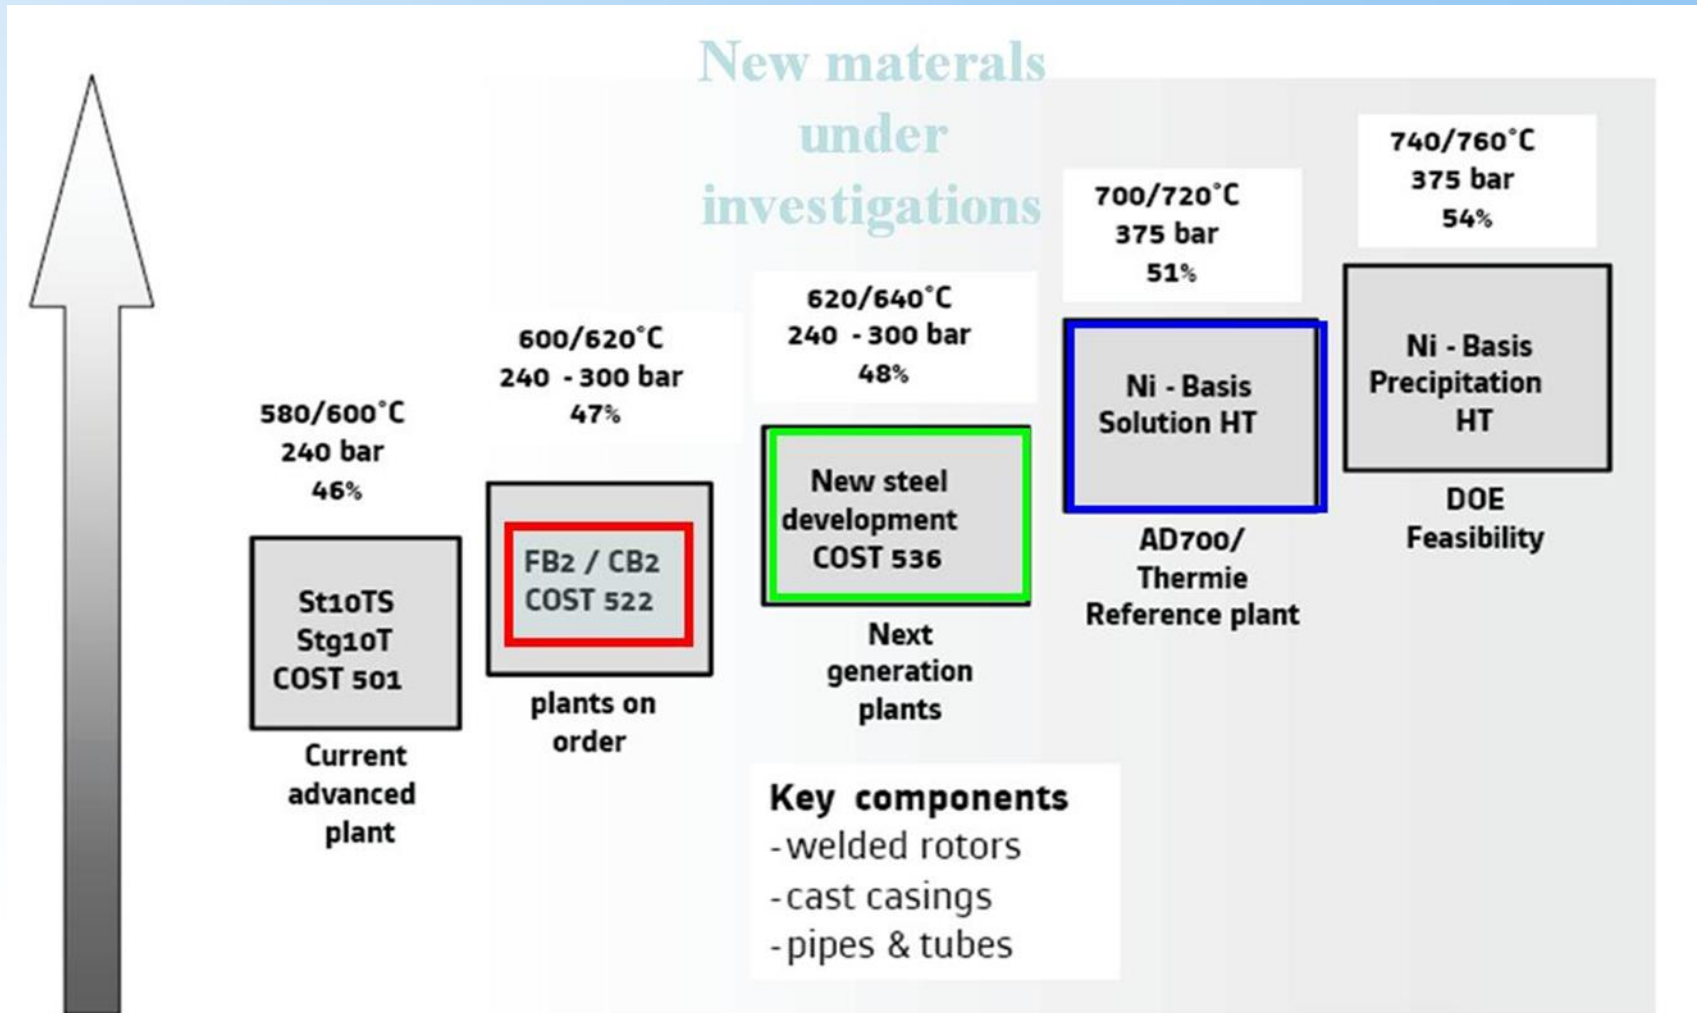 New materals
under
investigations
580/600°C
240 bar
46%
St10TS
Stg10T
COST 501
Current
advanced
plant
600/620°C
240 - 300 bar
47%
FB2 / CB2
COST 522
plants on
order
620/640°C
240 - 300 bar
48%
New steel
development
COST 536
Next
generation
plants
700/720°C
375 bar
51%
Ni - Basis
Solution HT
AD700/
Thermie
Reference plant
740/760°C
375 bar
54%
Ni - Basis
Precipitation
HT
DOE
Feasibility
Key components
-welded rotors
-cast casings
-pipes & tubes